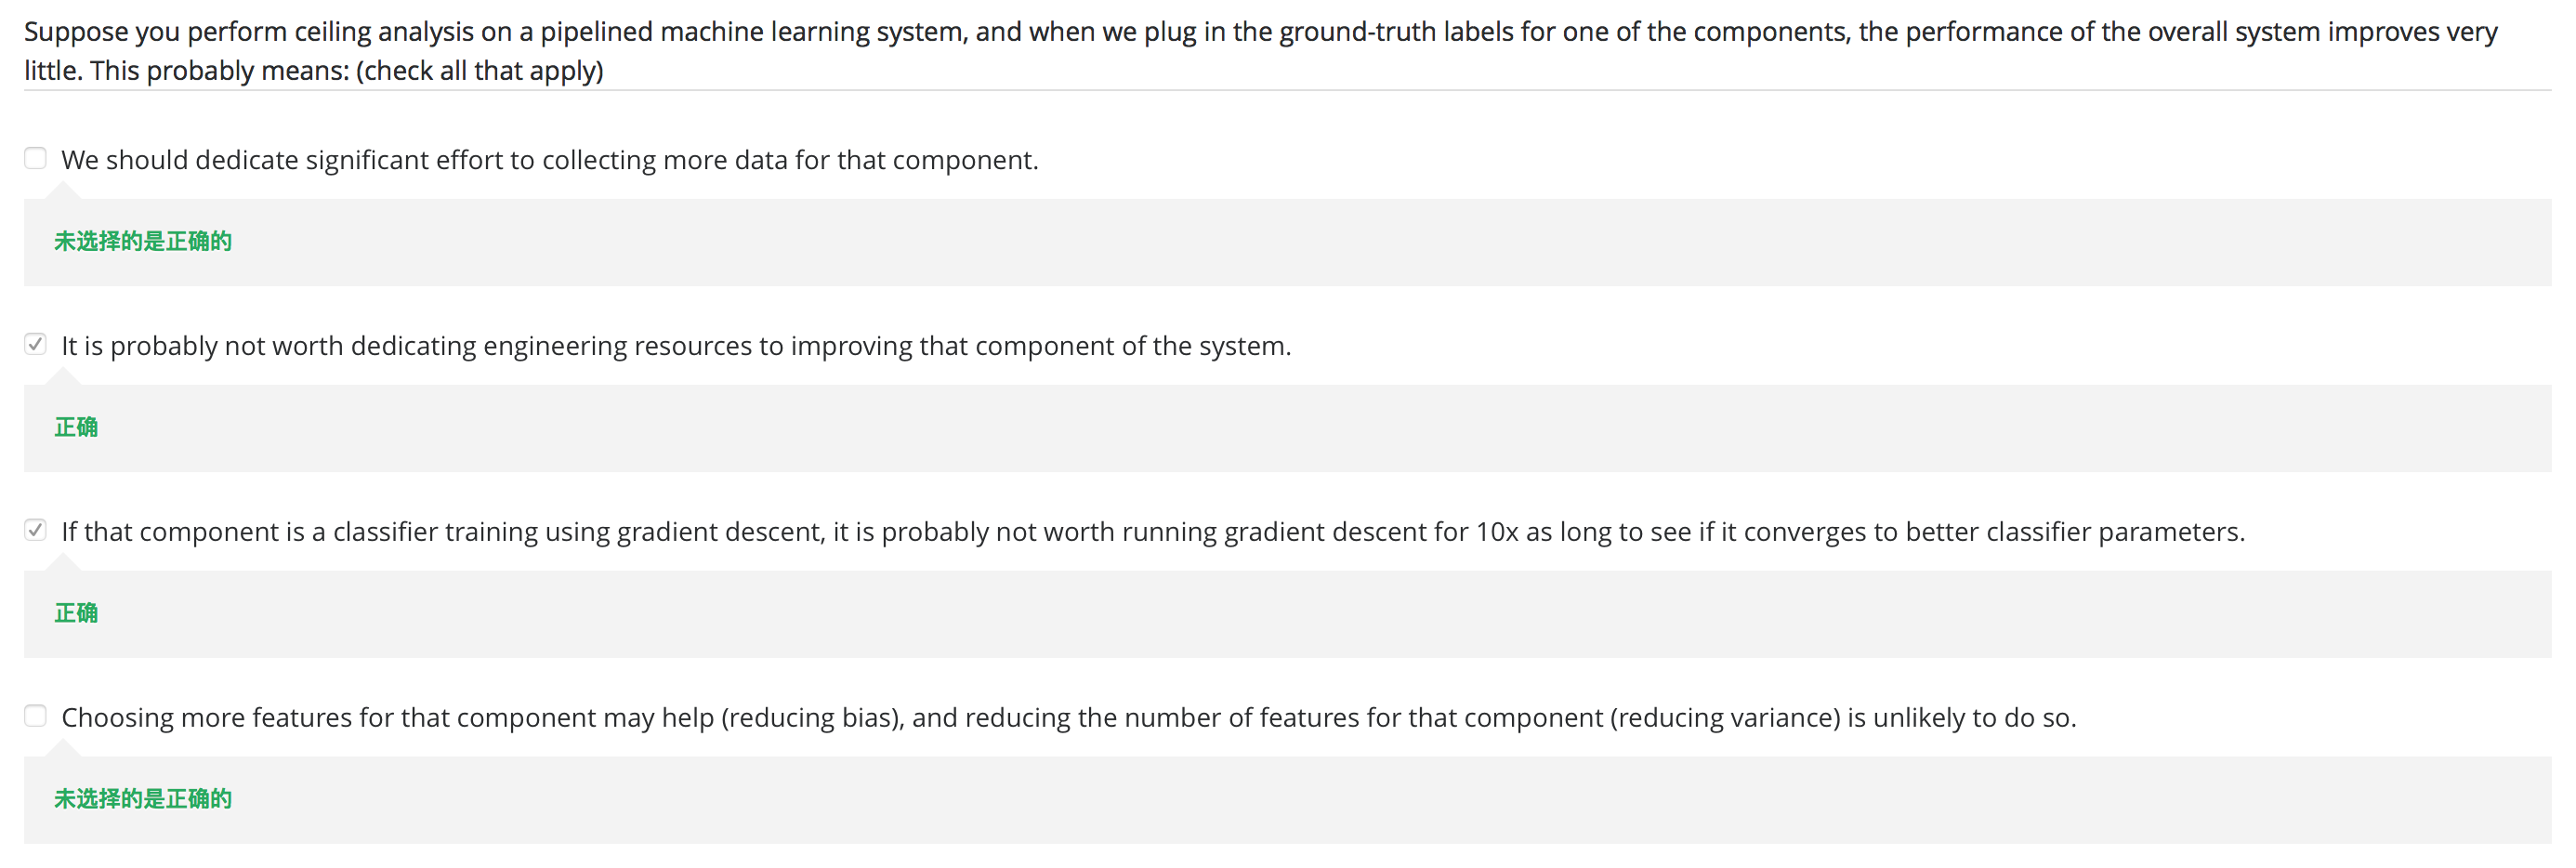 Suppose you perform ceiling analysis on a pipelined machine learning system, and when we plug in the ground-truth labels for one of the components, the performance of the overall system improves very
little. This probably means: (check all that apply)
We should dedicate significant effort to collecting more data for that component.
未选择的是正确的
It is probably not worth dedicating engineering resources to improving that component of the system.
正确
If that component is a classifier training using gradient descent, it is probably not worth running gradient descent for 10x as long to see if it converges to better classifier parameters.
正确
Choosing more features for that component may help (reducing bias), and reducing the number of features for that component (reducing variance) is unlikely to do so.
未选择的是正确的